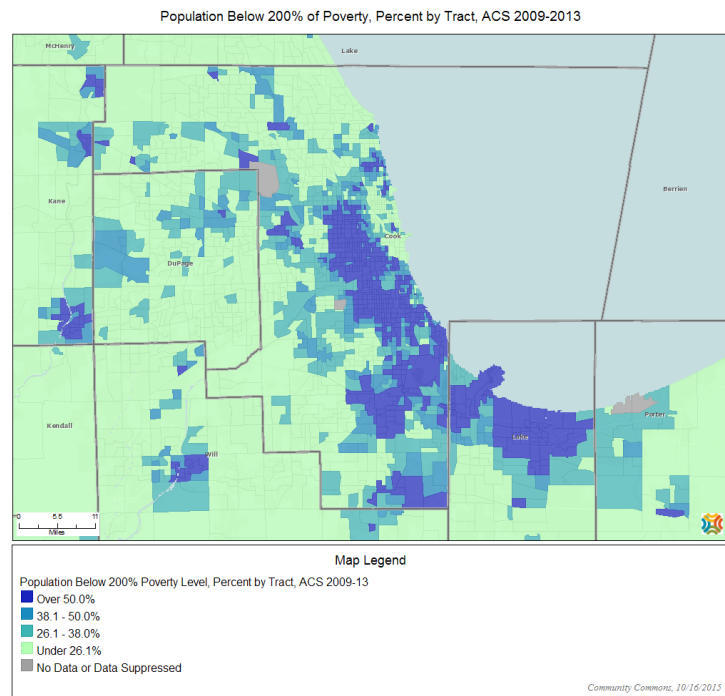 Population Below 200% of Poverty, Percent by Tract, ACS 2009-2013
McHenry
Lake
Kane
Berrien
Cook
DuPage
Kendall
Will
Lake
Porter
0 5.5 11
Miles
Map Legend
Population Below 200% Poverty Level, Percent by Tract, ACS 2009-13
Over 50.0%
38.1 - 50.0%
26.1 - 38.0%
Under 26.1%
No Data or Data Suppressed
Community Commons, 10/16/2015